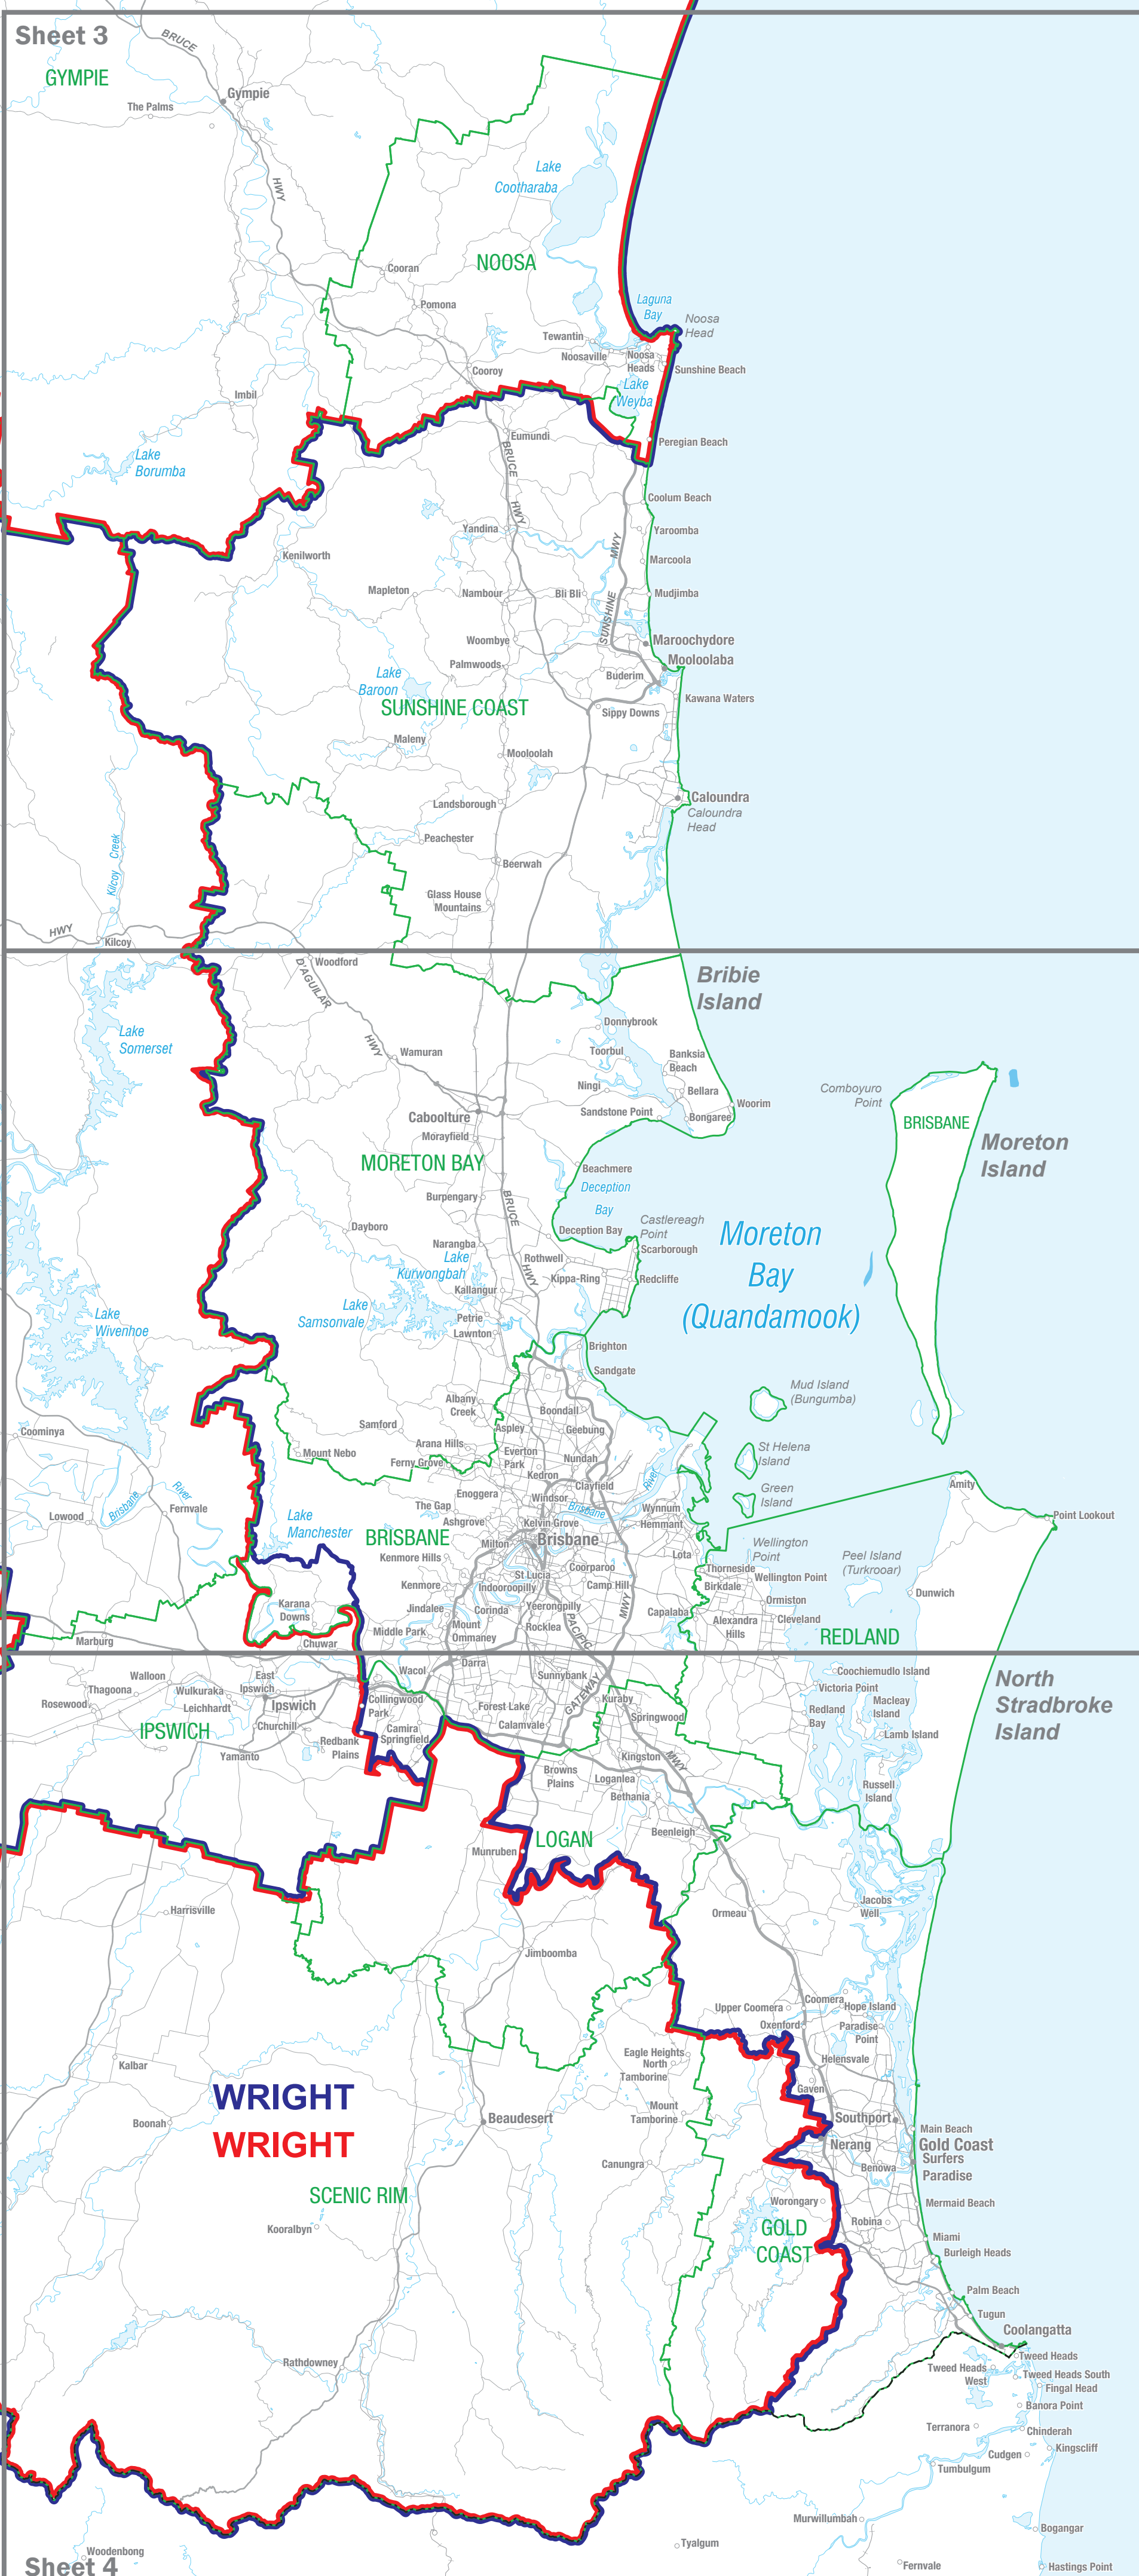 Sheet 3
BRUCE
GYMPIE
Gympie
The Palms
HWY
Lake
Cootharaba
Cooran
NOOSA
Pomona
Laguna
Bay
Noosa
Head
Tewantin
Noosaville
Noosa
Heads
Sunshine Beach
Cooroy
Lake
Weyba
Imbil
Eumundi
Peregian Beach
BRUCE
Lake
Borumba
HWY
Coolum Beach
Yandina
Yaroomba
MWY
Kenilworth
Marcoola
Mapleton
Nambour
Bli Bli
Mudjimba
SUNSHINE
Woombye
Maroochydore
Mooloolaba
Palmwoods
Lake
Baroon
Buderim
Kawana Waters
SUNSHINE COAST
Sippy Downs
Maleny
Mooloolah
Landsborough
Caloundra
Caloundra
Head
Peachester
Kilcoy Creek
Beerwah
Glass House
Mountains
HWY
Kilcoy
Woodford
D'AGUILAR
Bribie
Island
Donnybrook
Lake
Somerset
HWY
Wamuran
Toorbul
Banksia
Beach
Ningi
Bellara
Comboyuro
Point
Woorim
Caboolture
Sandstone Point
Bongaree
BRISBANE
Morayfield
Moreton
Island
MORETON BAY
Beachmere
Deception
Bay
Burpengary
BRUCE
Castlereagh
Point
Dayboro
Deception Bay
Moreton
Bay
(Quandamook)
Narangba
Scarborough
Lake
Kurwongbah
Rothwell
HWY
Kippa-Ring
Redcliffe
Kallangur
Lake
Samsonvale
Lake
Wivenhoe
Petrie
Lawnton
Brighton
Sandgate
Mud Island
(Bungumba)
Albany
Creek
Boondall
Samford
Aspley
Geebung
Coominya
Arana Hills
Mount Nebo
Everton
Park
St Helena
Island
Ferny Grove
Nundah
Kedron
River
Clayfield
Amity
Green
Island
River
Enoggera
Windsor
Brisbane
Fernvale
The Gap
Wynnum
Brisbane
Lowood
Lake
Manchester
Ashgrove
Kelvin Grove
Hemmant
Point Lookout
BRISBANE
Milton
Brisbane
Wellington
Point
Kenmore Hills
Lota
Peel Island
(Turkrooar)
Coorparoo
Thorneside
St Lucia
Wellington Point
Kenmore
Indooroopilly
Camp Hill
Birkdale
Dunwich
Karana
Downs
Jindalee
Corinda
Yeerongpilly
MWY
Capalaba
Ormiston
Cleveland
Alexandra
Hills
Middle Park
Mount
Ommaney
Rocklea
PACIFIC
REDLAND
Marburg
Chuwar
Darra
Walloon
East
Ipswich
Wacol
Sunnybank
Coochiemudlo Island
North
Stradbroke
Island
Thagoona
Wulkuraka
GATEWAY
Victoria Point
Rosewood
Leichhardt
Ipswich
Collingwood
Park
Forest Lake
Kuraby
Macleay
Island
Redland
Bay
IPSWICH
Churchill
Camira
Calamvale
Springwood
Lamb Island
Redbank
Plains
Springfield
Yamanto
Kingston
MWY
Browns
Plains
Loganlea
Russell
Island
Bethania
LOGAN
Beenleigh
Munruben
Harrisville
Ormeau
Jacobs
Well
Jimboomba
Coomera
Upper Coomera
Hope Island
Oxenford
Paradise
Point
Eagle Heights
Kalbar
North
Tamborine
Helensvale
WRIGHT
Gaven
Mount
Tamborine
Boonah
Beaudesert
Southport
Main Beach
WRIGHT
Nerang
Gold Coast
Surfers
Paradise
Canungra
Benowa
SCENIC RIM
Worongary
Mermaid Beach
Kooralbyn
GOLD
COAST
Robina
Miami
Burleigh Heads
Palm Beach
Tugun
Coolangatta
Rathdowney
Tweed Heads
Tweed Heads
West
Tweed Heads South
Fingal Head
Banora Point
Terranora
Chinderah
Kingscliff
Cudgen
Tumbulgum
Murwillumbah
Bogangar
Tyalgum
Woodenbong
Sheet 4
Fernvale
Hastings Point